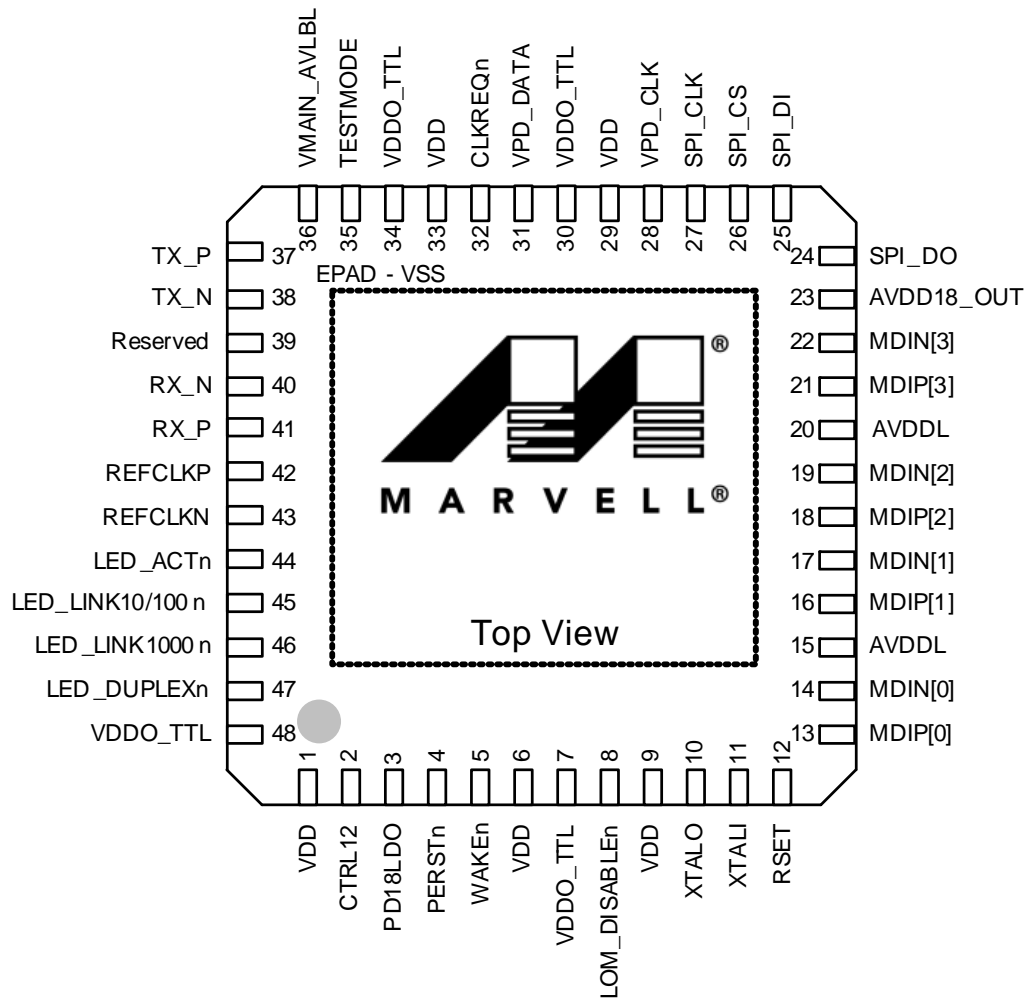 VMAIN_AVLBL
TESTMODE
VDDO_TTL
VDD
CLKREQn
VPD_DATA
VDDO_TTL
VDD
VPD_CLK
SPI_CLK
SPI_CS
SPI_DI
36
35
34
33
32
31
30
29
28
27
26
25
TX_P 37
TX_N 38
Reserved 39
RX_N 40
RX_P 41
REFCLKP 42
REFCLKN 43
LED_ACTn 44
LED_LINK10/100 n 45
LED_LINK1000 n 46
LED_DUPLEXn 47
VDDO_TTL 48
EPAD - VSS
®
MARVELL®
Top View
24 SPI_DO
23 AVDD18_OUT
22 MDIN[3]
21 MDIP[3]
20 AVDDL
19 MDIN[2]
18 MDIP[2]
17 MDIN[1]
16 MDIP[1]
15 AVDDL
14 MDIN[0]
13 MDIP[0]
1
2
3
4
5
6
7
8
9
10
11
12
VDD
CTRL12
PD18LDO
PERSTn
WAKEn
VDD
VDDO_TTL
LOM_DISABLEn
VDD
XTALO
XTALI
RSET